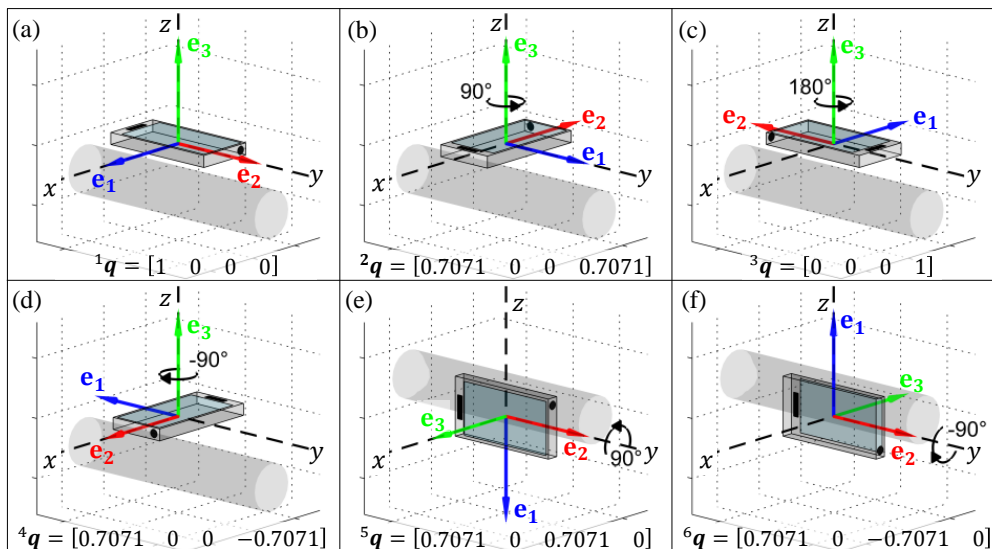 (a) z (b) z (c) z
e₃ e₃ e₃
90° 180°
e₂ e₂ e₁
x e₁ e₂ y x e₁ y x y
¹q = [1 0 0 0] ²q = [0.7071 0 0 0.7071] ³q = [0 0 0 1]
(d) z (e) z (f) z
e₃ e₁
-90°
e₁ e₃
e₃ -90°
x e₂ y x e₂ 90° y x e₂ y
e₁
⁴q = [0.7071 0 0 −0.7071] ⁵q = [0.7071 0 0.7071 0] ⁶q = [0.7071 0 −0.7071 0]